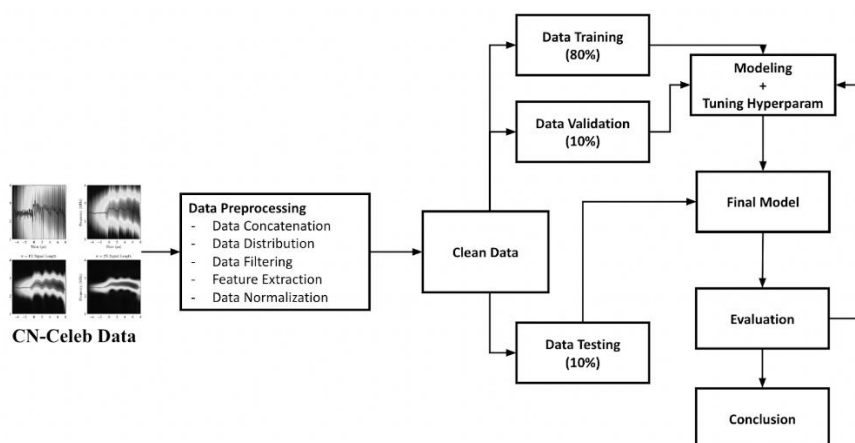 CN-Celeb Data
Data Preprocessing
- Data Concatenation
- Data Distribution
- Data Filtering
- Feature Extraction
- Data Normalization
Clean Data
Data Training
(80%)
Data Validation
(10%)
Data Testing
(10%)
Modeling
+
Tuning Hyperparam
Final Model
Evaluation
Conclusion